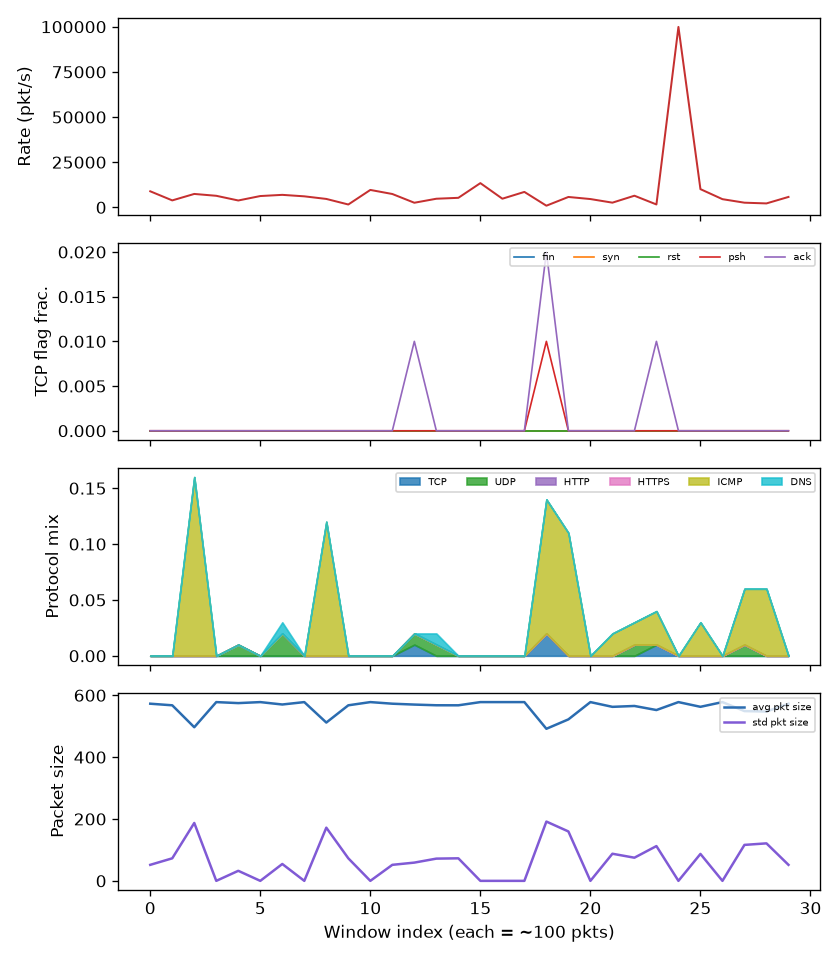 Rate (pkt/s)
100000
75000
50000
25000
0
TCP flag frac.
0.020
0.015
0.010
0.005
0.000
fin syn rst psh ack
Protocol mix
0.15
0.10
0.05
0.00
TCP UDP HTTP HTTPS ICMP DNS
Packet size
600
400
200
0
avg pkt size
std pkt size
0 5 10 15 20 25 30
Window index (each = ~100 pkts)